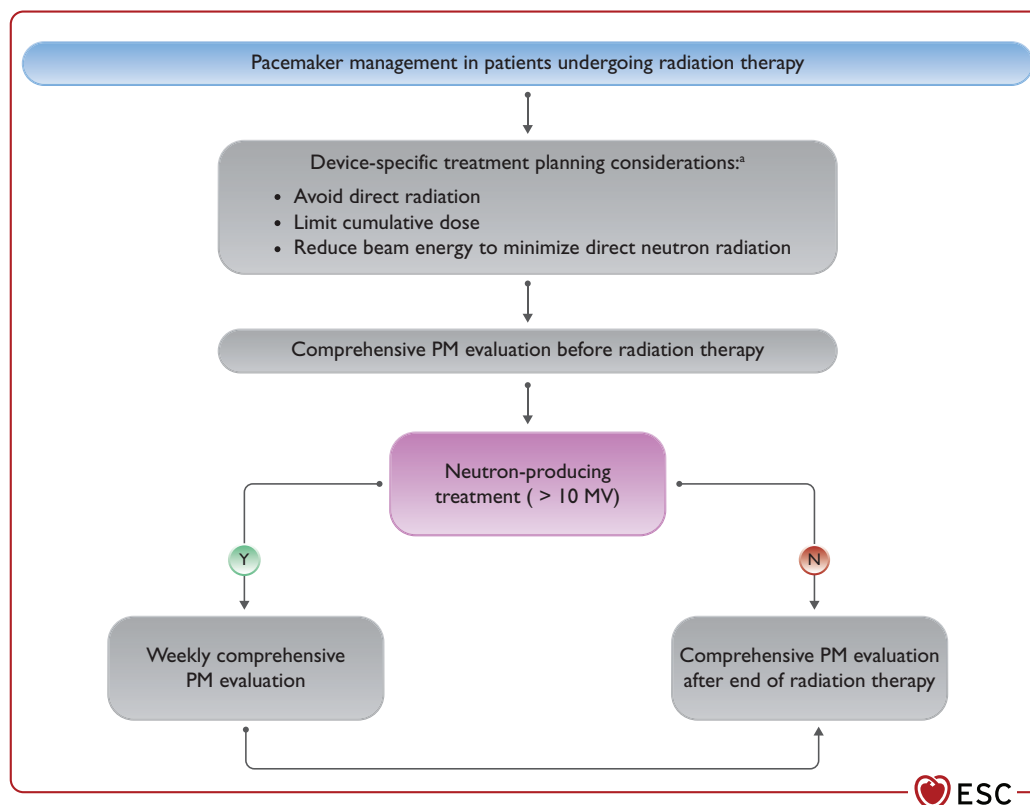 Pacemaker management in patients undergoing radiation therapy
Device-specific treatment planning considerations:a
• Avoid direct radiation
• Limit cumulative dose
• Reduce beam energy to minimize direct neutron radiation
Comprehensive PM evaluation before radiation therapy
Neutron-producing
treatment ( > 10 MV)
Y
N
Weekly comprehensive
PM evaluation
Comprehensive PM evaluation
after end of radiation therapy
ESC